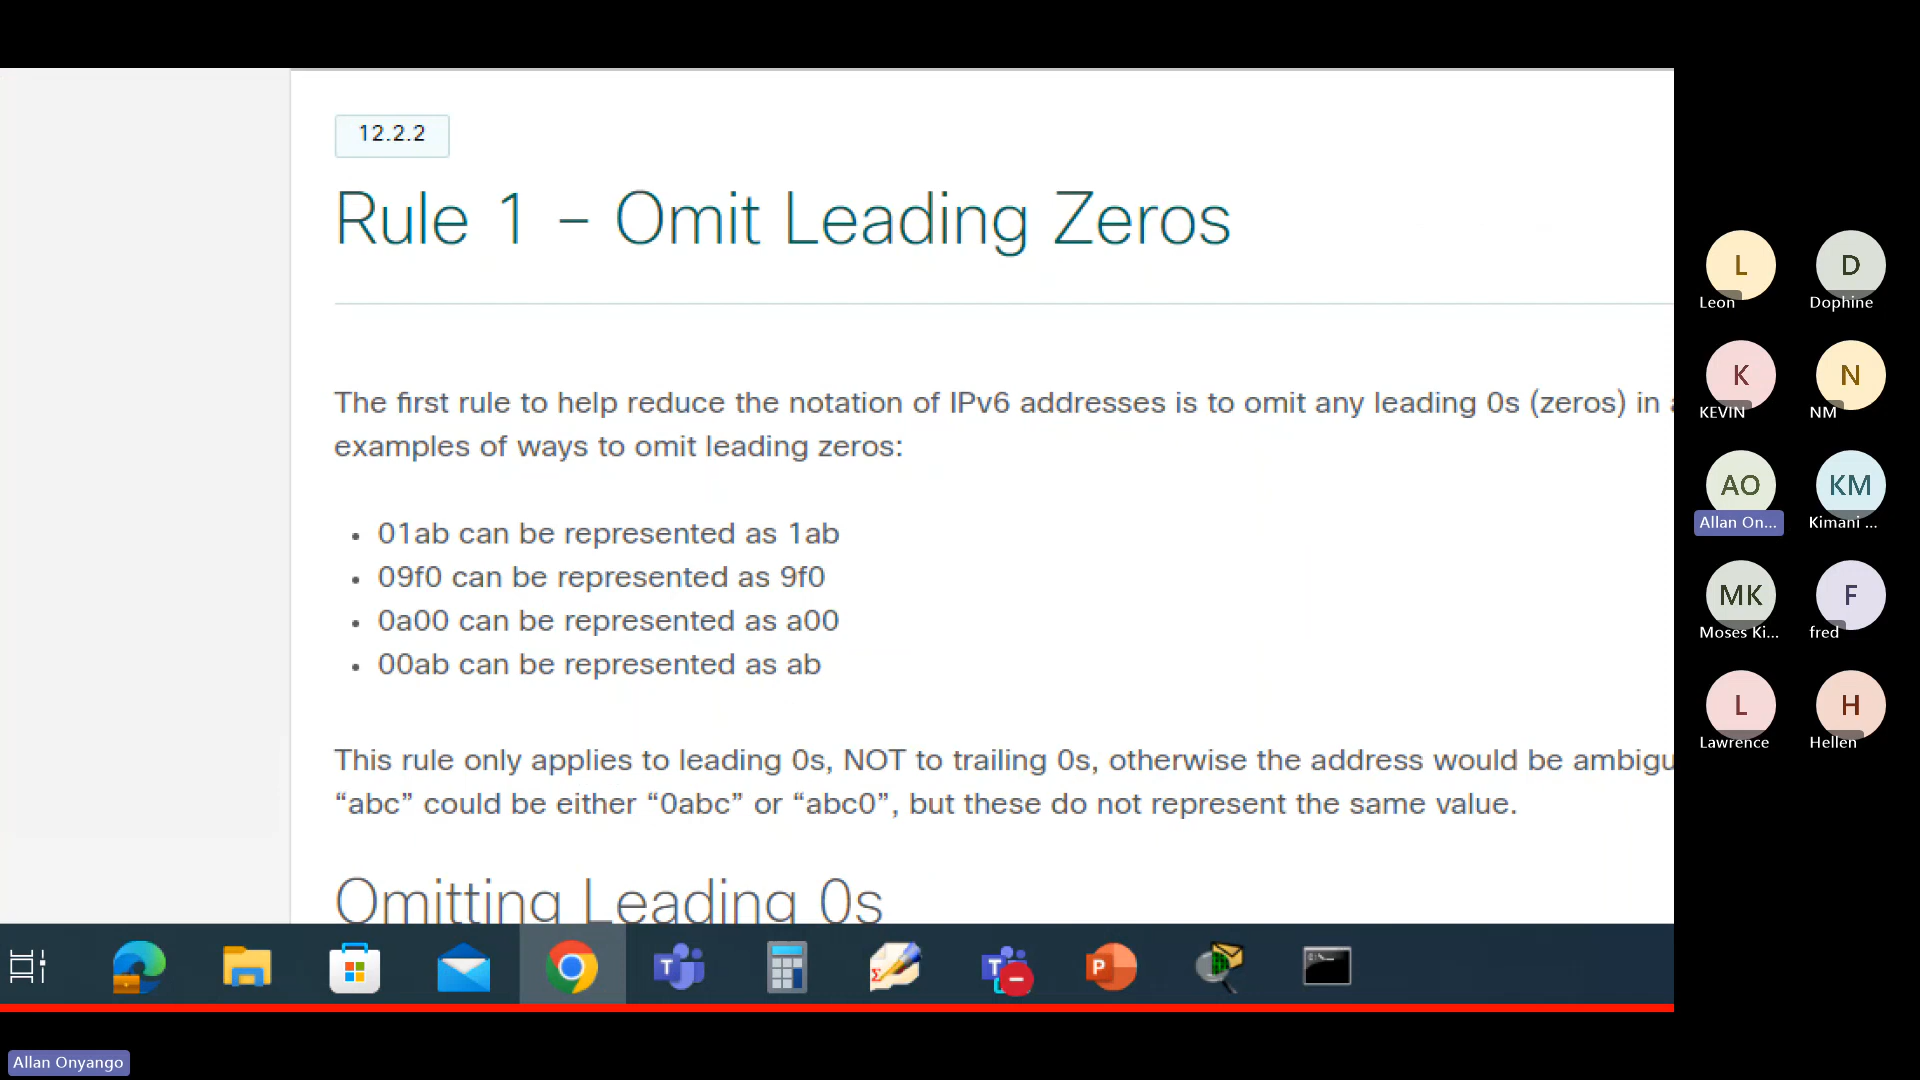 12.2.2
Rule 1 – Omit Leading Zeros
The first rule to help reduce the notation of IPv6 addresses is to omit any leading 0s (zeros) in
examples of ways to omit leading zeros:
• 01ab can be represented as 1ab
• 09f0 can be represented as 9f0
• 0a00 can be represented as a00
• 00ab can be represented as ab
This rule only applies to leading 0s, NOT to trailing 0s, otherwise the address would be ambigu
“abc” could be either “0abc” or “abc0”, but these do not represent the same value.
Omitting Leading 0s
L
Leon
D
Dophine
K
KEVIN
N
NM
AO
Allan On...
KM
Kimani ...
MK
Moses Ki...
F
fred
L
Lawrence
H
Hellen
Allan Onyango